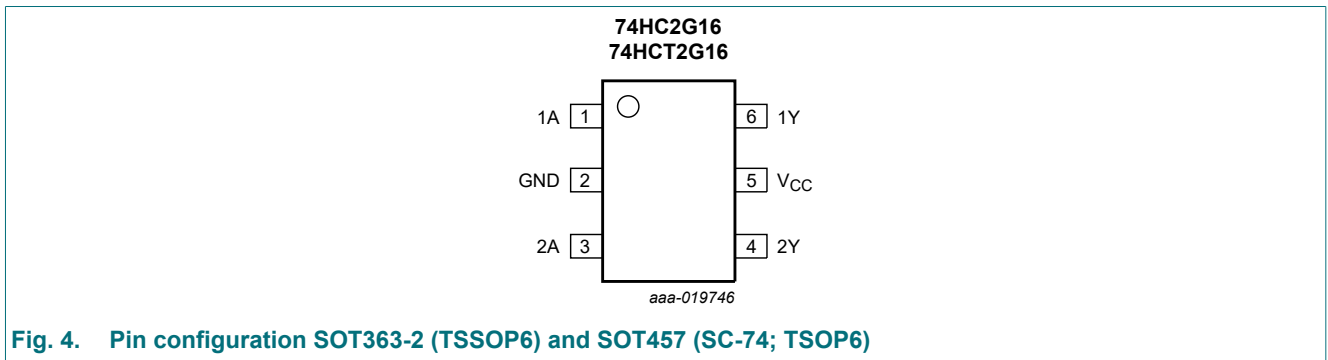 74HC2G16
74HCT2G16
1A 1 6 1Y
GND 2 5 VCC
2A 3 4 2Y
aaa-019746
Fig. 4. Pin configuration SOT363-2 (TSSOP6) and SOT457 (SC-74; TSOP6)